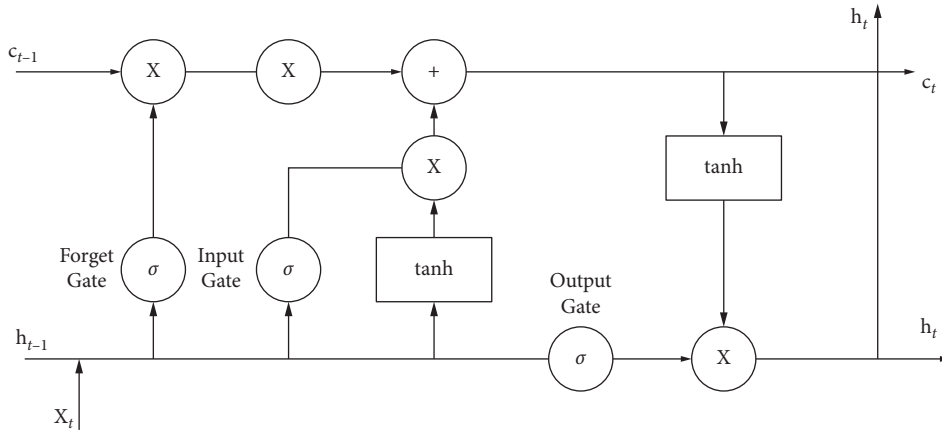 h_t
c_{t–1}
X
X
+
c_t
X
tanh
Forget
Gate
σ
Input
Gate
σ
tanh
Output
Gate
h_{t–1}
σ
X
h_t
X_t